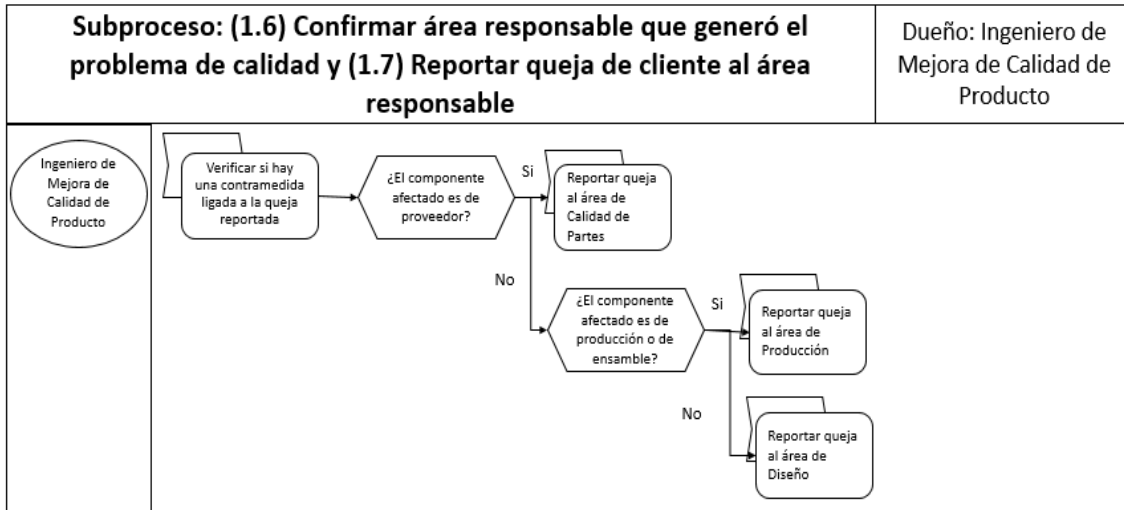 Subproceso: (1.6) Confirmar área responsable que generó el
problema de calidad y (1.7) Reportar queja de cliente al área
responsable
Dueño: Ingeniero de
Mejora de Calidad de
Producto
Ingeniero de
Mejora de
Calidad de
Producto
Verificar si hay
una contramedida
ligada a la queja
reportada
¿El componente
afectado es de
proveedor?
Si
Reportar queja
al área de
Calidad de
Partes
No
¿El componente
afectado es de
producción o de
ensamble?
Si
Reportar queja
al área de
Producción
No
Reportar queja
al área de
Diseño